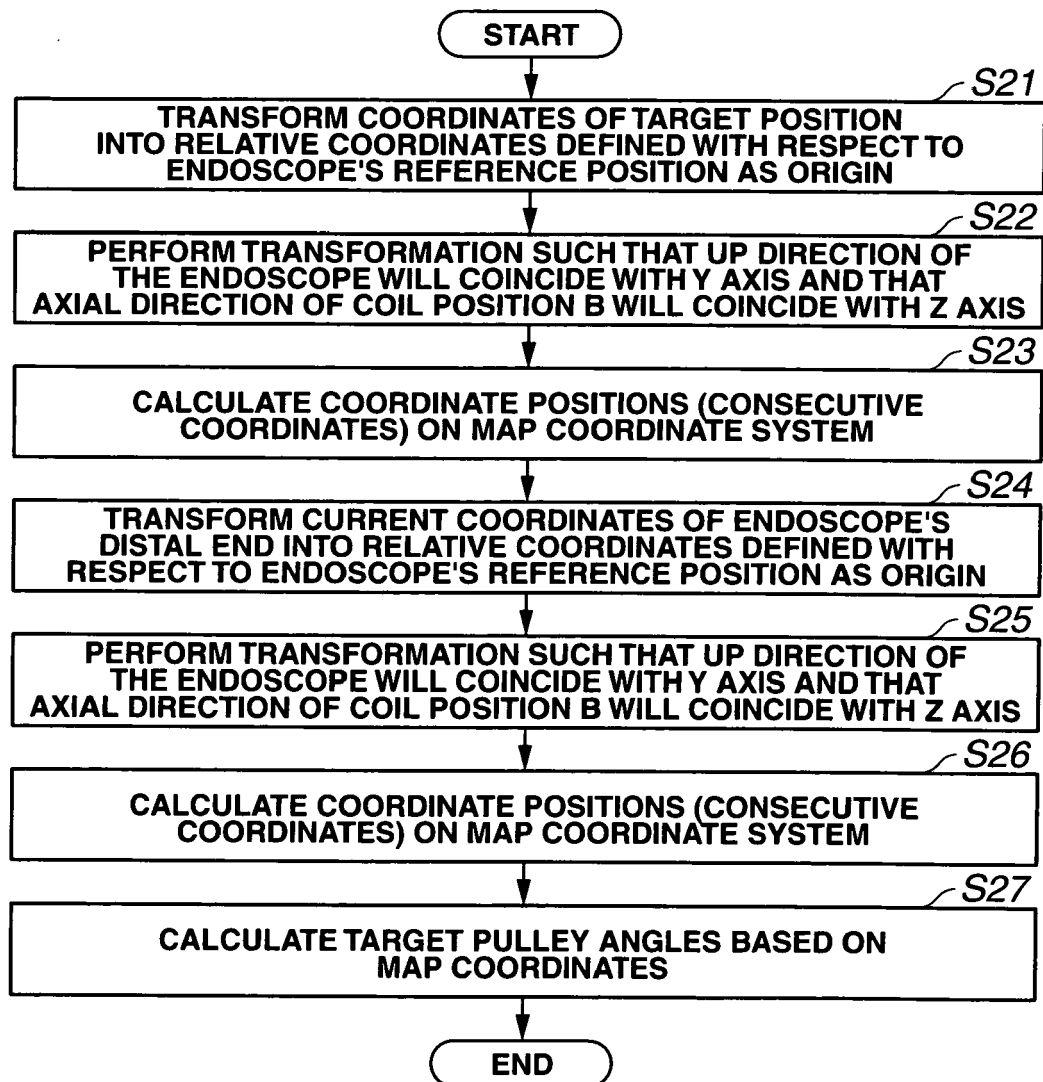 START
S21
TRANSFORM COORDINATES OF TARGET POSITION
INTO RELATIVE COORDINATES DEFINED WITH RESPECT TO
ENDOSCOPE'S REFERENCE POSITION AS ORIGIN
S22
PERFORM TRANSFORMATION SUCH THAT UP DIRECTION OF
THE ENDOSCOPE WILL COINCIDE WITH Y AXIS AND THAT
AXIAL DIRECTION OF COIL POSITION B WILL COINCIDE WITH Z AXIS
S23
CALCULATE COORDINATE POSITIONS (CONSECUTIVE
COORDINATES) ON MAP COORDINATE SYSTEM
S24
TRANSFORM CURRENT COORDINATES OF ENDOSCOPE'S
DISTAL END INTO RELATIVE COORDINATES DEFINED WITH
RESPECT TO ENDOSCOPE'S REFERENCE POSITION AS ORIGIN
S25
PERFORM TRANSFORMATION SUCH THAT UP DIRECTION OF
THE ENDOSCOPE WILL COINCIDE WITH Y AXIS AND THAT
AXIAL DIRECTION OF COIL POSITION B WILL COINCIDE WITH Z AXIS
S26
CALCULATE COORDINATE POSITIONS (CONSECUTIVE
COORDINATES) ON MAP COORDINATE SYSTEM
S27
CALCULATE TARGET PULLEY ANGLES BASED ON
MAP COORDINATES
END